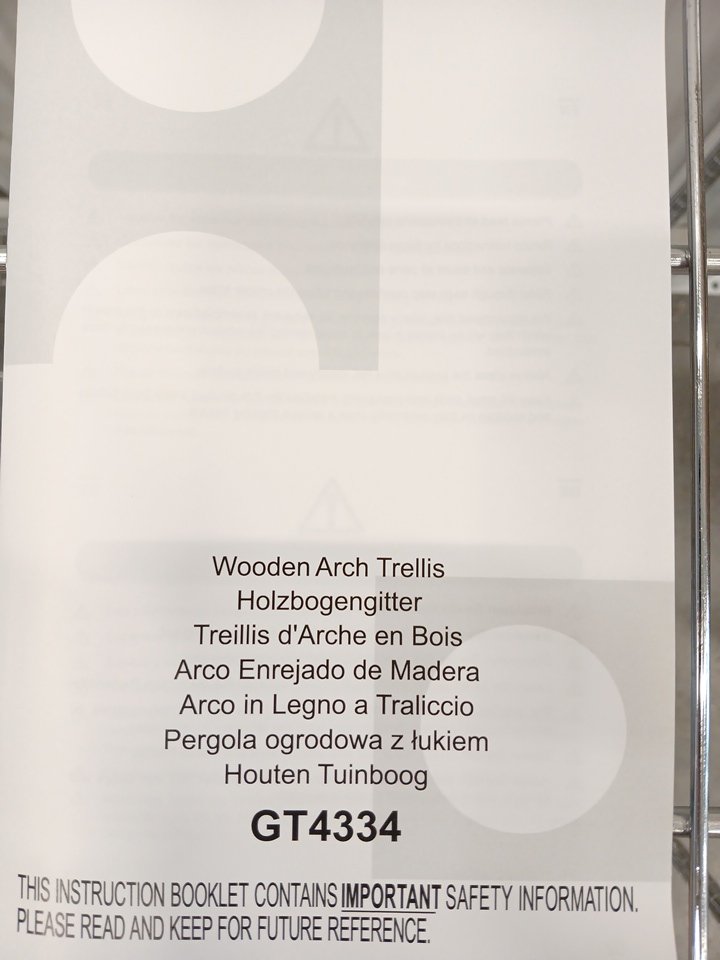 Wooden Arch Trellis
Holzbogengitter
Treillis d'Arche en Bois
Arco Enrejado de Madera
Arco in Legno a Traliccio
Pergola ogrodowa z łukiem
Houten Tuinboog
GT4334
THIS INSTRUCTION BOOKLET CONTAINS IMPORTANT SAFETY INFORMATION.
PLEASE READ AND KEEP FOR FUTURE REFERENCE.